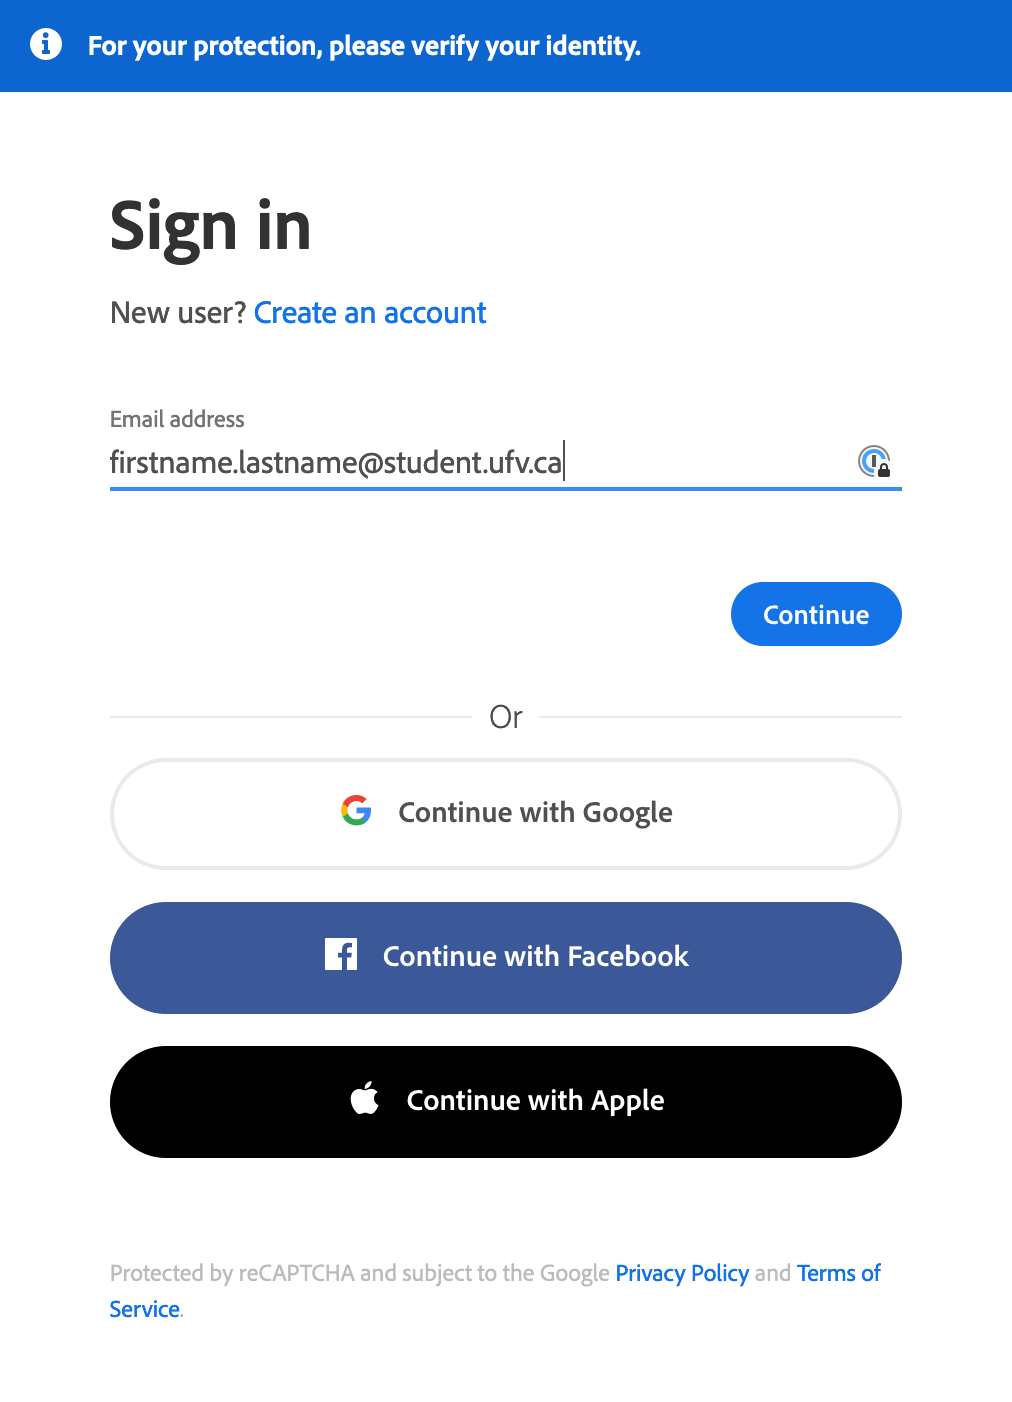 For your protection, please verify your identity.
Sign in
New user? Create an account
Email address
firstname.lastname@student.ufv.ca
Continue
Or
Continue with Google
Continue with Facebook
Continue with Apple
Protected by reCAPTCHA and subject to the Google Privacy Policy and Terms of
Service.